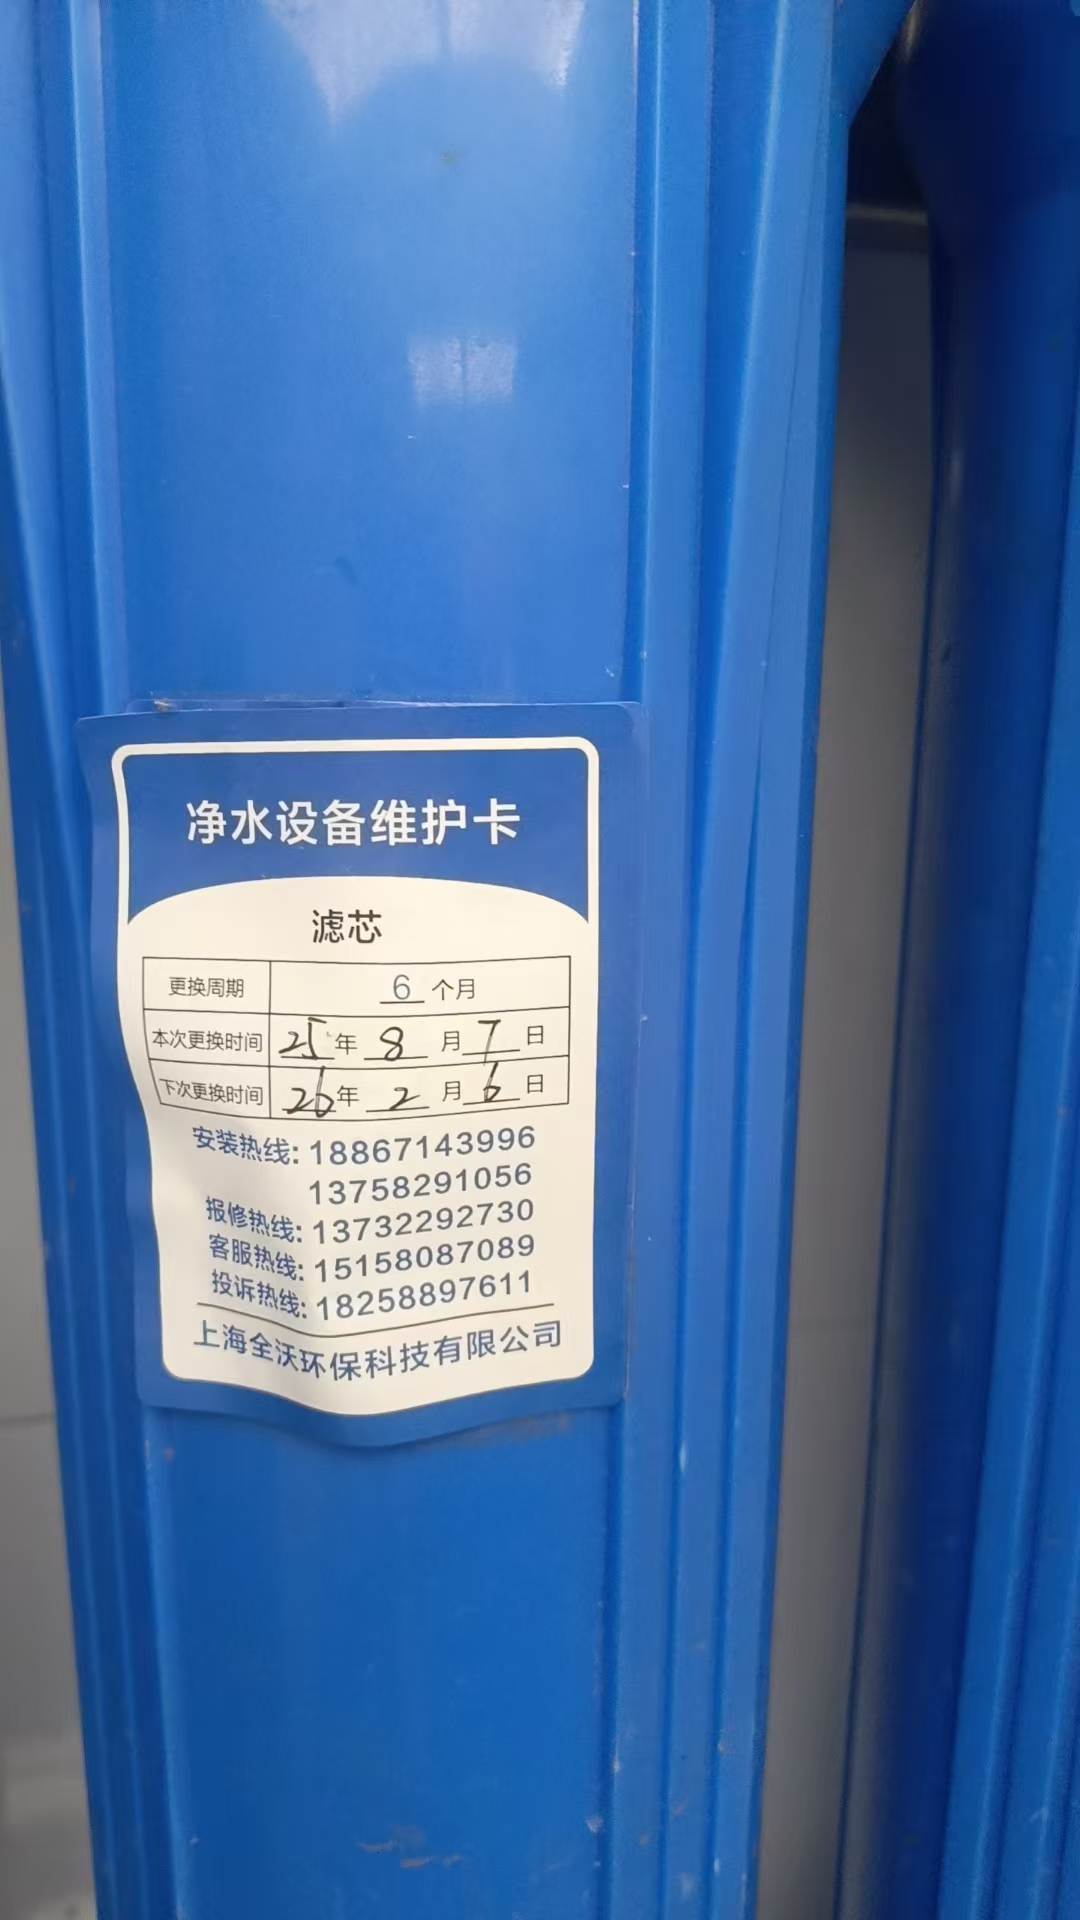 净水设备维护卡
滤芯
更换周期 6 个月
本次更换时间 25 年 8 月 7 日
下次更换时间 26 年 2 月 6 日
安装热线: 18867143996
13758291056
报修热线: 13732292730
客服热线: 15158087089
投诉热线: 18258897611
上海全沃环保科技有限公司